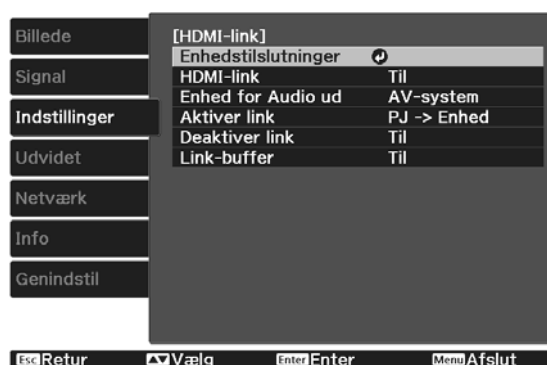 Billede
Signal
Indstillinger
Udvidet
Netværk
Info
Genindstil
[HDMI-link]
Enhedstilslutninger
HDMI-link Til
Enhed for Audio ud AV-system
Aktiver link PJ -> Enhed
Deaktiver link Til
Link-buffer Til
Esc Retur Vælg Enter Enter Menu Afslut